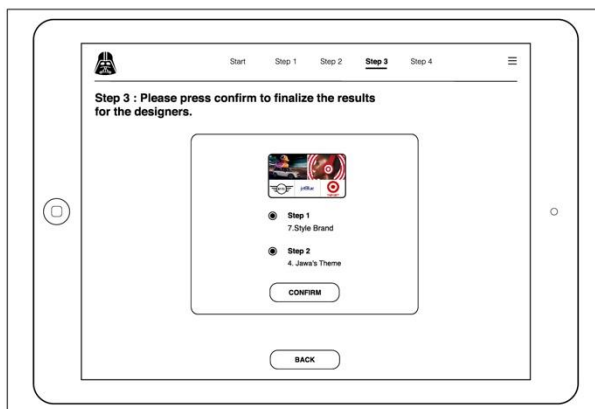 Start Step 1 Step 2 Step 3 Step 4
Step 3 : Please press confirm to finalize the results
for the designers.
jetBlue
Step 1
7.Style Brand
Step 2
4. Jawa's Theme
CONFIRM
BACK